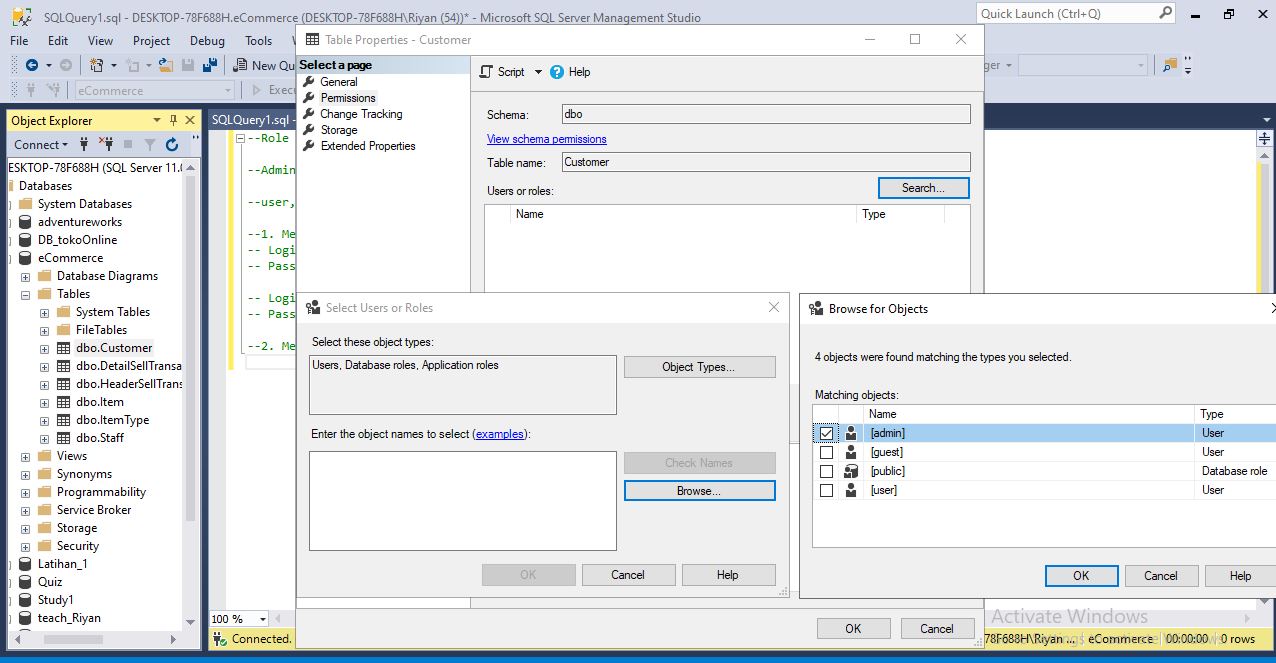 SQLQuery1.sql - DESKTOP-78F688H.eCommerce (DESKTOP-78F688H\Riyan (54))* - Microsoft SQL Server Management Studio
Quick Launch (Ctrl+Q)
File Edit View Project Debug Tools
New Qu
eCommerce
Execu
ger
Object Explorer
Connect
ESKTOP-78F688H (SQL Server 11.0
Databases
System Databases
adventureworks
DB_tokoOnline
eCommerce
Database Diagrams
Tables
System Tables
FileTables
dbo.Customer
dbo.DetailSellTransa
dbo.HeaderSellTrans
dbo.Item
dbo.ItemType
dbo.Staff
Views
Synonyms
Programmability
Service Broker
Storage
Security
Latihan_1
Quiz
Study1
teach_Riyan
SQLQuery1.sql -
--Role
--Admin
--user,
--1. Me
-- Logi
-- Pass
-- Logi
-- Pass
--2. Me
100 %
Connected.
Table Properties - Customer
Select a page
General
Permissions
Change Tracking
Storage
Extended Properties
Script Help
Schema: dbo
View schema permissions
Table name: Customer
Users or roles: Search...
Name Type
OK Cancel
Select Users or Roles
Select these object types:
Users, Database roles, Application roles
Object Types...
Enter the object names to select (examples):
Check Names
Browse...
OK Cancel Help
Browse for Objects
4 objects were found matching the types you selected.
Matching objects:
Name Type
[admin] User
[guest] User
[public] Database role
[user] User
OK Cancel Help
Activate Windows
78F688H\Riyan ... eCommerce 00:00:00 0 rows